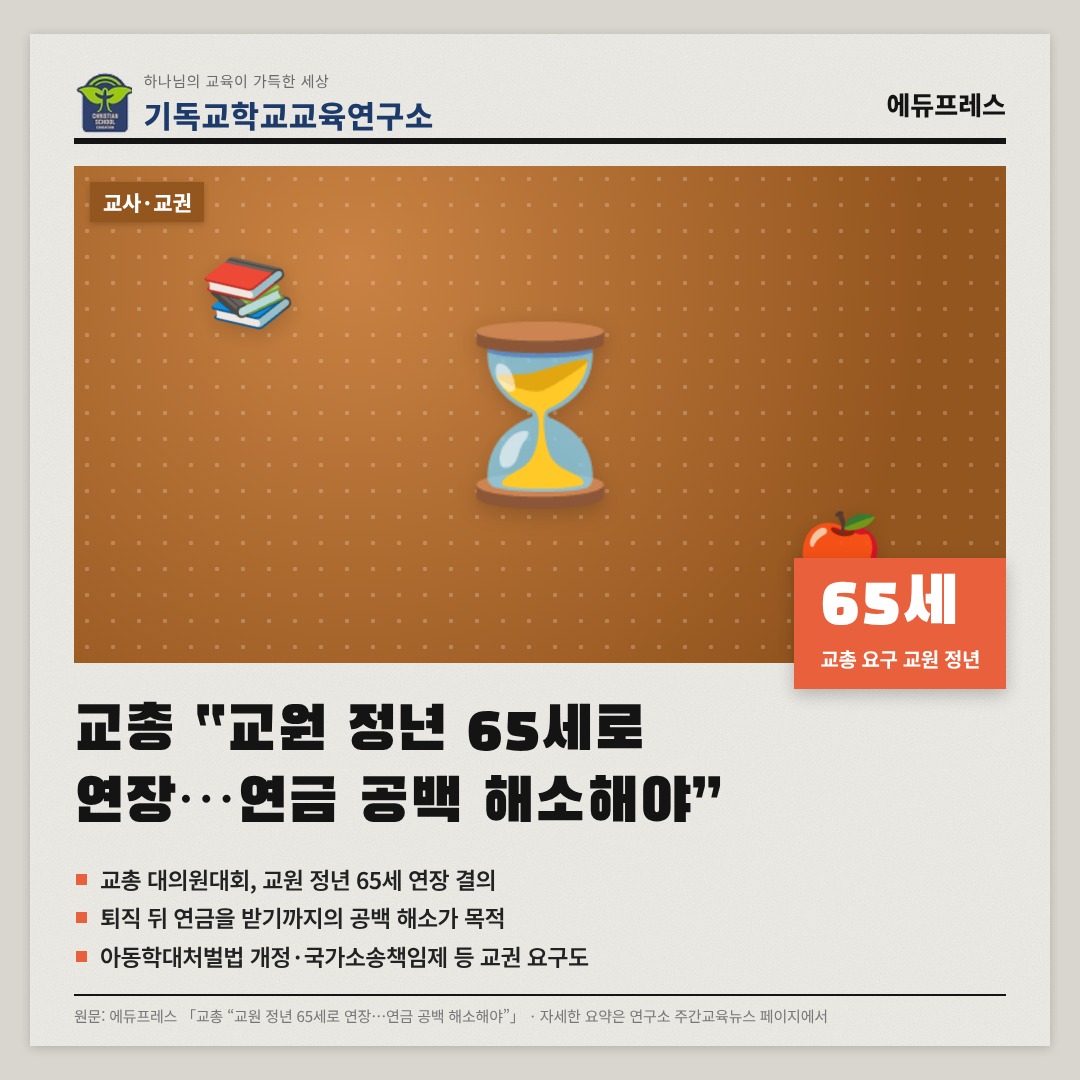 하나님의 교육이 가득한 세상
기독교학교교육연구소
CHRISTIAN
SCHOOL
에듀프레스
교사·교권
65세
교총 요구 교원 정년
교총 “교원 정년 65세로
연장…연금 공백 해소해야”
교총 대의원대회, 교원 정년 65세 연장 결의
퇴직 뒤 연금을 받기까지의 공백 해소가 목적
아동학대처벌법 개정·국가소송책임제 등 교권 요구도
원문: 에듀프레스 「교총 “교원 정년 65세로 연장…연금 공백 해소해야”」 · 자세한 요약은 연구소 주간교육뉴스 페이지에서